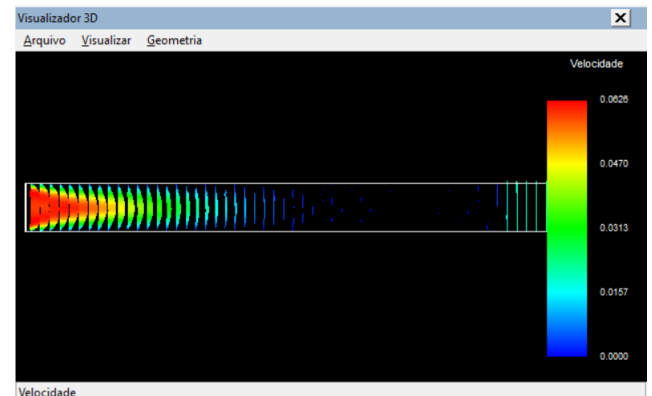 Visualizador 3D
Arquivo Visualizar Geometria
Velocidade
0.0626
0.0470
0.0313
0.0157
0.0000
Velocidade